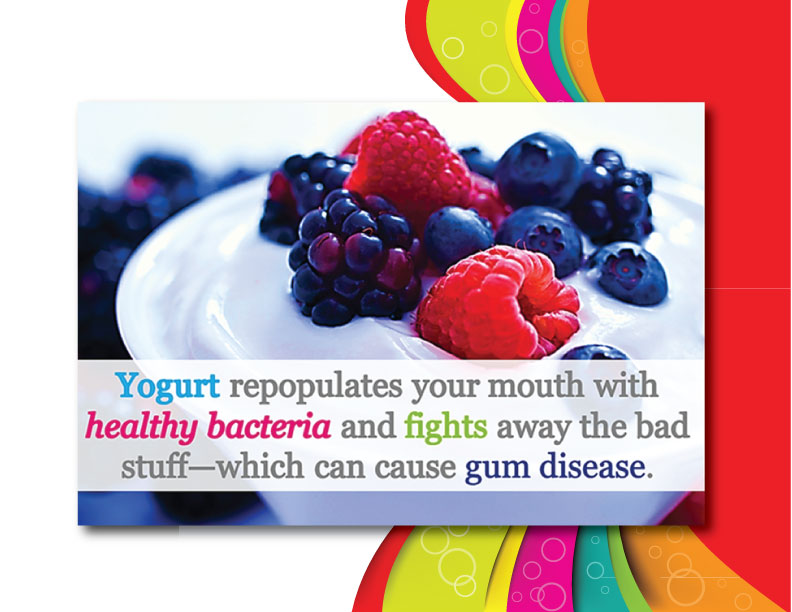 Yogurt repopulates your mouth with
healthy bacteria and fights away the bad
stuff—which can cause gum disease.